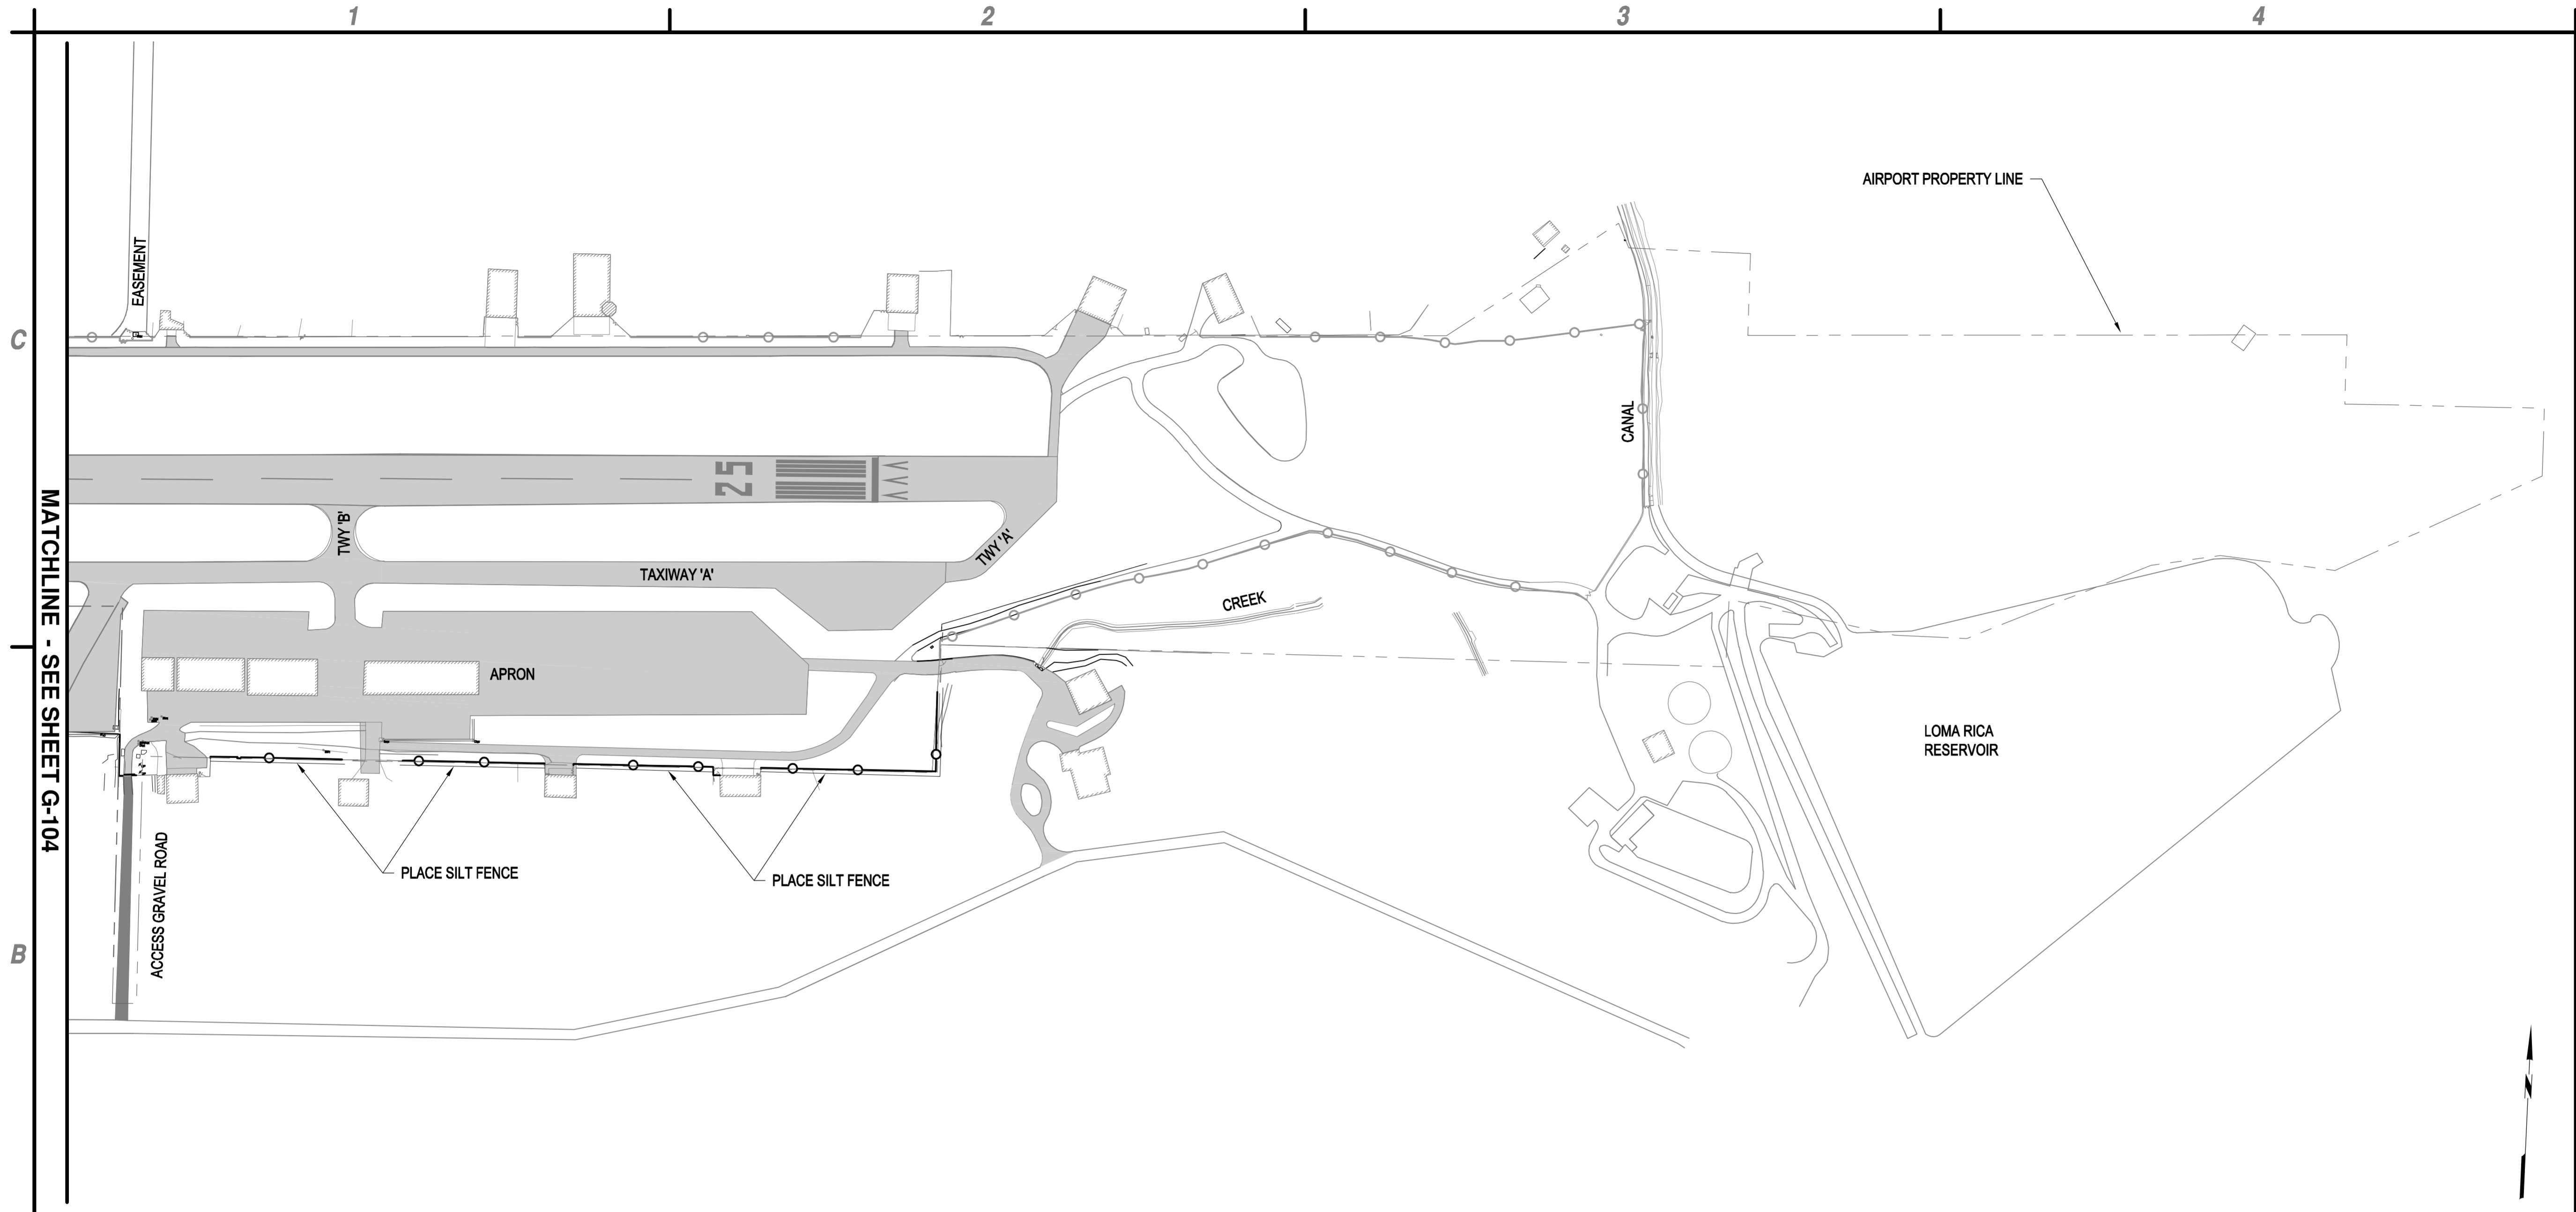 1 2 3 4
AIRPORT PROPERTY LINE
EASEMENT
C
CANAL
25
TWY 'B'
TWY 'A'
TAXIWAY 'A'
CREEK
MATCHLINE - SEE SHEET G-104
APRON
LOMA RICA
RESERVOIR
ACCESS GRAVEL ROAD
PLACE SILT FENCE
PLACE SILT FENCE
B
N